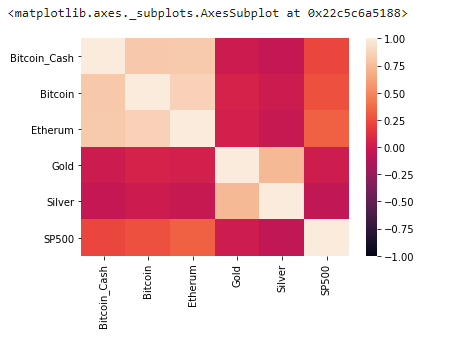 <matplotlib.axes._subplots.AxesSubplot at 0x22c5c6a5188>
Bitcoin_Cash
Bitcoin
Etherum
Gold
Silver
SP500
Bitcoin_Cash
Bitcoin
Etherum
Gold
Silver
SP500
1.00
0.75
0.50
0.25
0.00
−0.25
−0.50
−0.75
−1.00